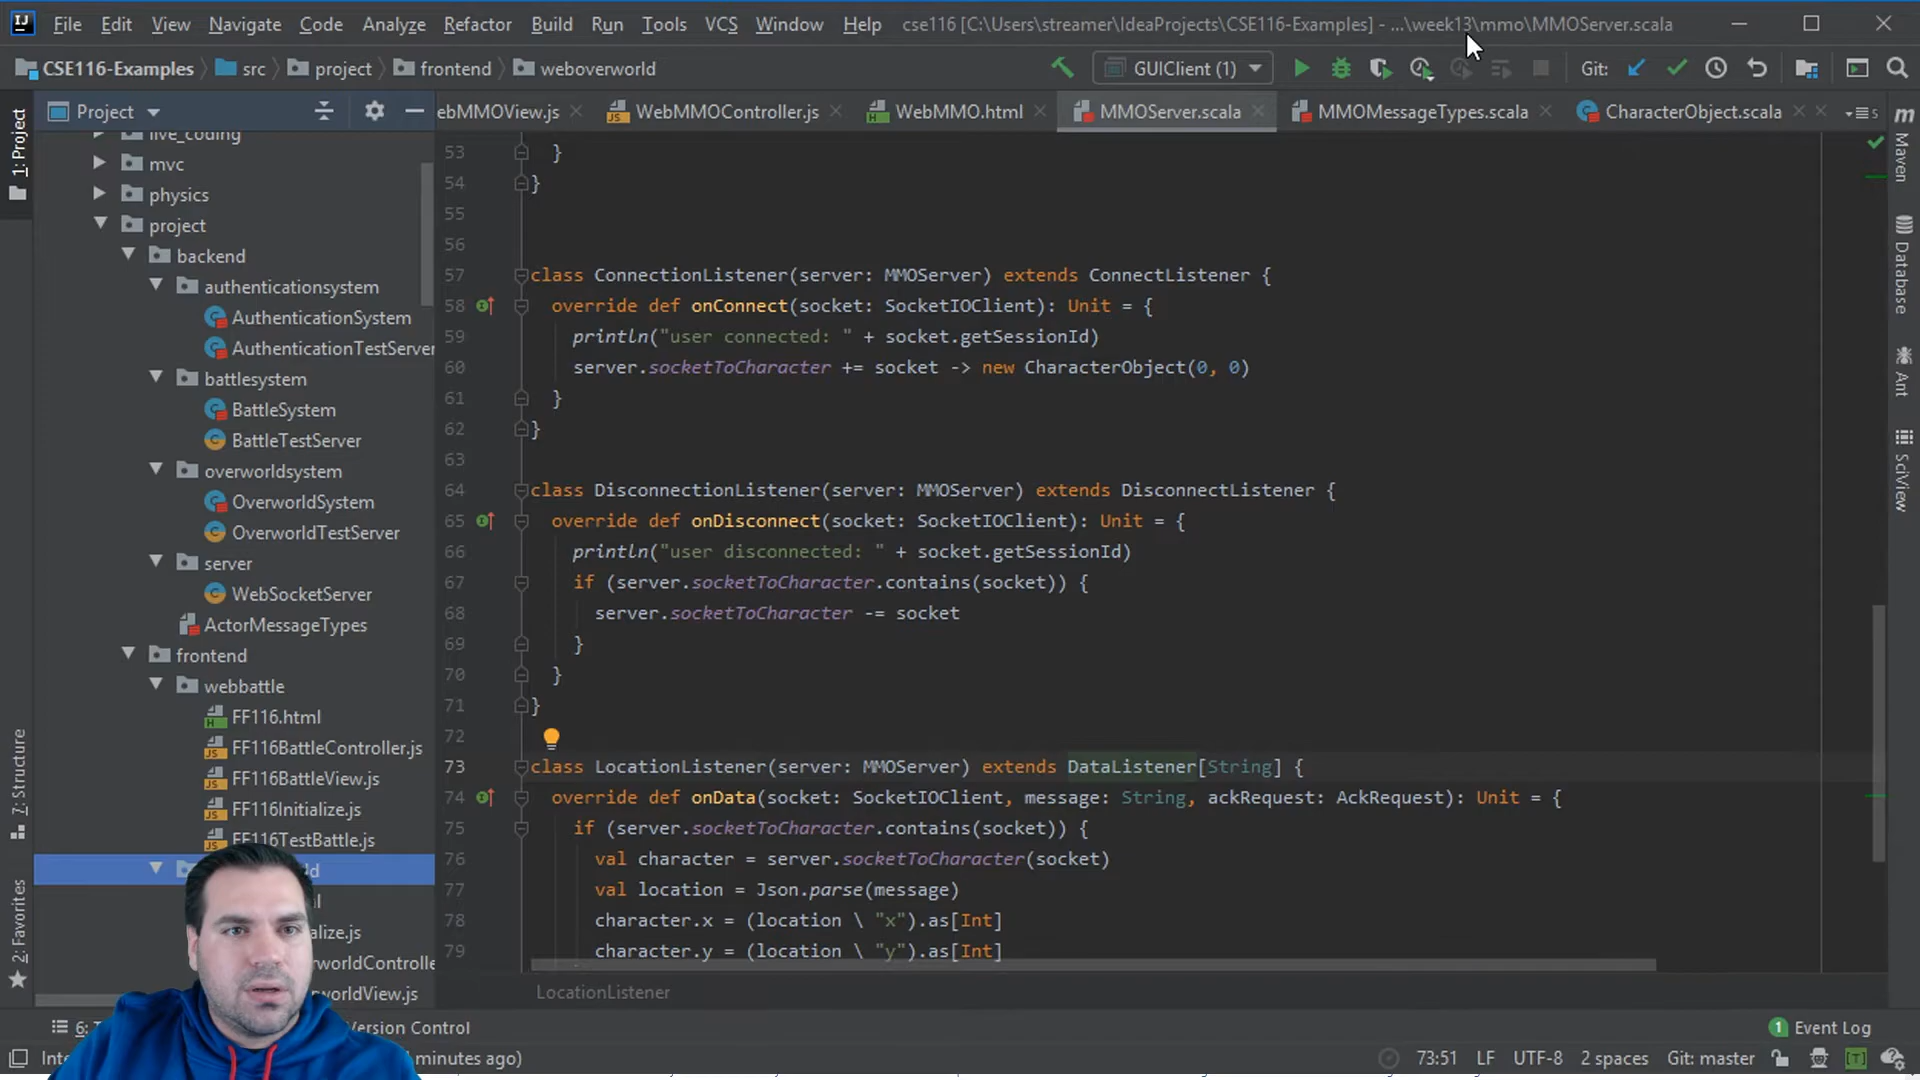 File Edit View Navigate Code Analyze Refactor Build Run Tools VCS Window Help cse116 [C:\Users\streamer\IdeaProjects\CSE116-Examples] - ...\week13\mmo\MMOServer.scala
CSE116-Examples src project frontend weboverworld GUIClient (1) Git:
Project
ebMMOView.js WebMMOController.js WebMMO.html MMOServer.scala MMOMessageTypes.scala CharacterObject.scala
1: Project
7: Structure
2: Favorites
live_coding
mvc
physics
project
backend
authenticationsystem
AuthenticationSystem
AuthenticationTestServer
battlesystem
BattleSystem
BattleTestServer
overworldsystem
OverworldSystem
OverworldTestServer
server
WebSocketServer
ActorMessageTypes
frontend
webbattle
FF116.html
FF116BattleController.js
FF116BattleView.js
FF116Initialize.js
FF116TestBattle.js
ld
l
alize.js
rworldControlle
worldView.js
53 }
54 }
55
56
57 class ConnectionListener(server: MMOServer) extends ConnectListener {
58 override def onConnect(socket: SocketIOClient): Unit = {
59 println("user connected: " + socket.getSessionId)
60 server.socketToCharacter += socket -> new CharacterObject(0, 0)
61 }
62 }
63
64 class DisconnectionListener(server: MMOServer) extends DisconnectListener {
65 override def onDisconnect(socket: SocketIOClient): Unit = {
66 println("user disconnected: " + socket.getSessionId)
67 if (server.socketToCharacter.contains(socket)) {
68 server.socketToCharacter -= socket
69 }
70 }
71 }
72
73 class LocationListener(server: MMOServer) extends DataListener[String] {
74 override def onData(socket: SocketIOClient, message: String, ackRequest: AckRequest): Unit = {
75 if (server.socketToCharacter.contains(socket)) {
76 val character = server.socketToCharacter(socket)
77 val location = Json.parse(message)
78 character.x = (location \ "x").as[Int]
79 character.y = (location \ "y").as[Int]
LocationListener
Maven
Database
Ant
SciView
6: Version Control 1 Event Log
minutes ago) 73:51 LF UTF-8 2 spaces Git: master